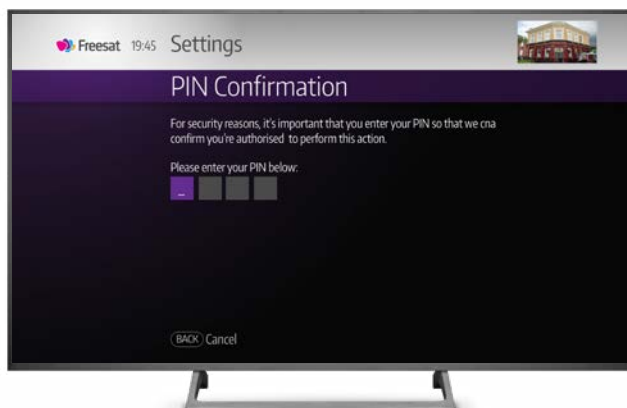 Freesat 19:45 Settings
PIN Confirmation
For security reasons, it's important that you enter your PIN so that we cna
confirm you're authorised to perform this action.
Please enter your PIN below:
_
BACK Cancel